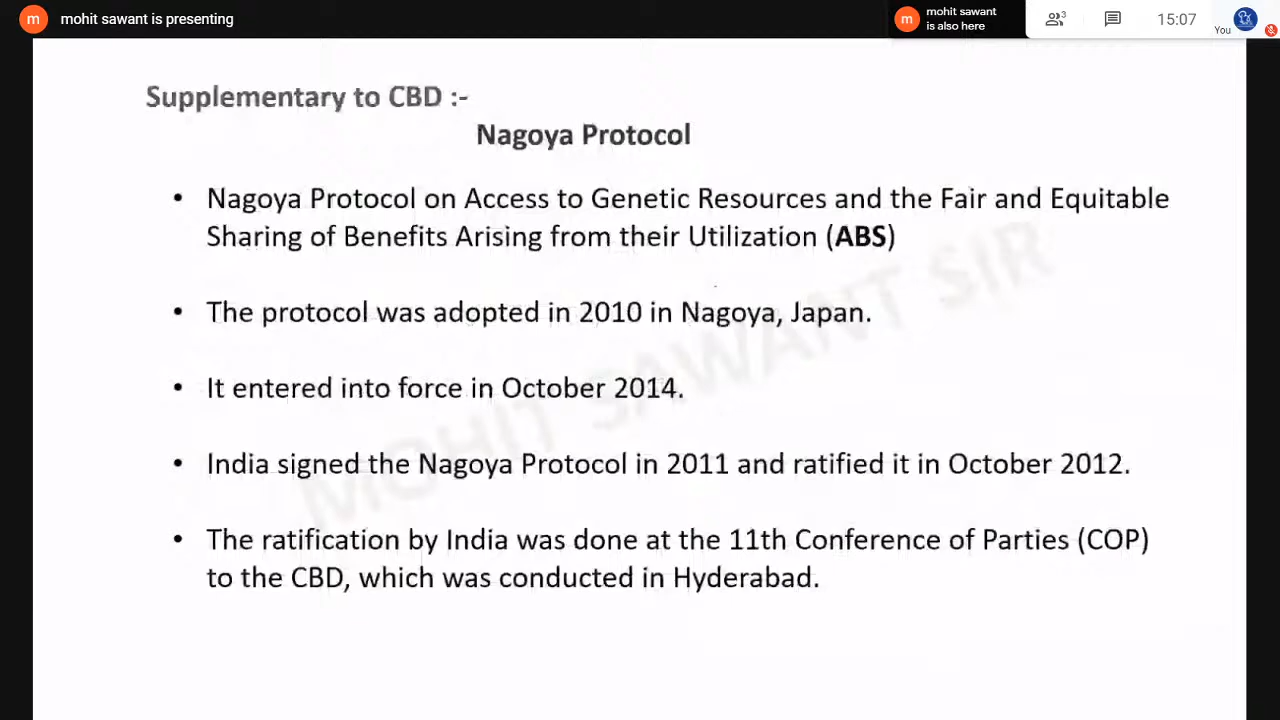 m mohit sawant is presenting
m mohit sawant
is also here
3
15:07
You
Supplementary to CBD :-
Nagoya Protocol
• Nagoya Protocol on Access to Genetic Resources and the Fair and Equitable
Sharing of Benefits Arising from their Utilization (ABS)
• The protocol was adopted in 2010 in Nagoya, Japan.
• It entered into force in October 2014.
• India signed the Nagoya Protocol in 2011 and ratified it in October 2012.
• The ratification by India was done at the 11th Conference of Parties (COP)
to the CBD, which was conducted in Hyderabad.
MOHIT SAWANT SIR